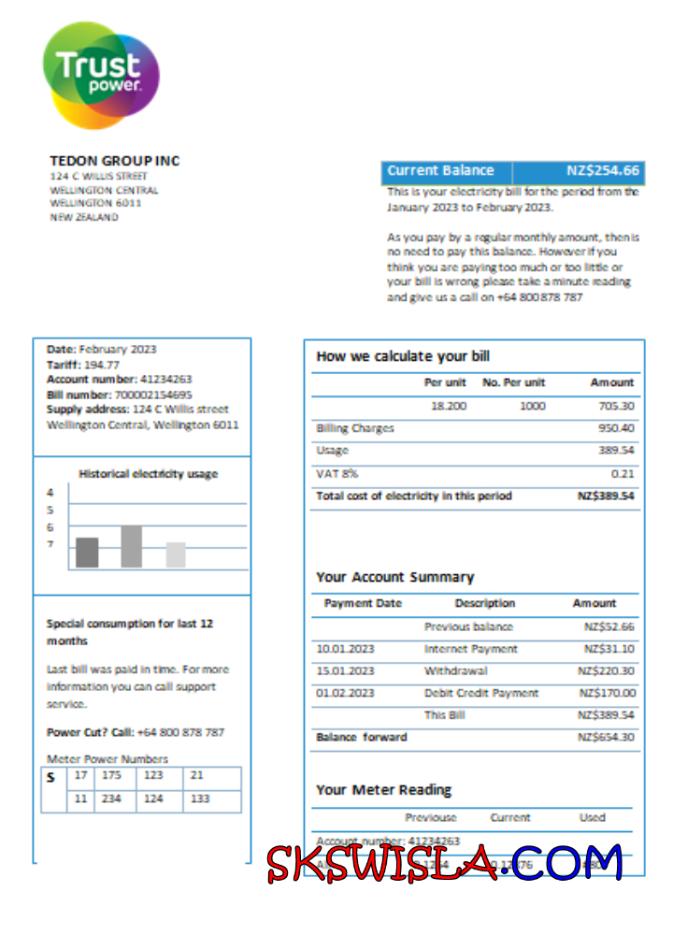 Trust
power.
TEDON GROUP INC
124 C WILLIS STREET
WELLINGTON CENTRAL
WELLINGTON 6011
NEW ZEALAND
Current Balance NZ$254.66
This is your electricity bill for the period from the
January 2023 to February 2023.
As you pay by a regular monthly amount, then is
no need to pay this balance. However if you
think you are paying too much or too little or
your bill is wrong please take a minute reading
and give us a call on +64 800 878 787
Date: February 2023
Tariff: 194.77
Account number: 41234263
Bill number: 700002154695
Supply address: 124 C Willis street
Wellington Central, Wellington 6011
Historical electricity usage
4
5
6
7
Special consumption for last 12
months
Last bill was paid in time. For more
information you can call support
service.
Power Cut? Call: +64 800 878 787
Meter Power Numbers
S 17 175 123 21
11 234 124 133
How we calculate your bill
Per unit No. Per unit Amount
18.200 1000 705.30
Billing Charges 950.40
Usage 389.54
VAT 8% 0.21
Total cost of electricity in this period NZ$389.54
Your Account Summary
Payment Date Description Amount
Previous balance NZ$52.66
10.01.2023 Internet Payment NZ$31.10
15.01.2023 Withdrawal NZ$220.30
01.02.2023 Debit Credit Payment NZ$170.00
This Bill NZ$389.54
Balance forward NZ$654.30
Your Meter Reading
Previouse Current Used
Account number: 41234263
SKSWISLA.COM